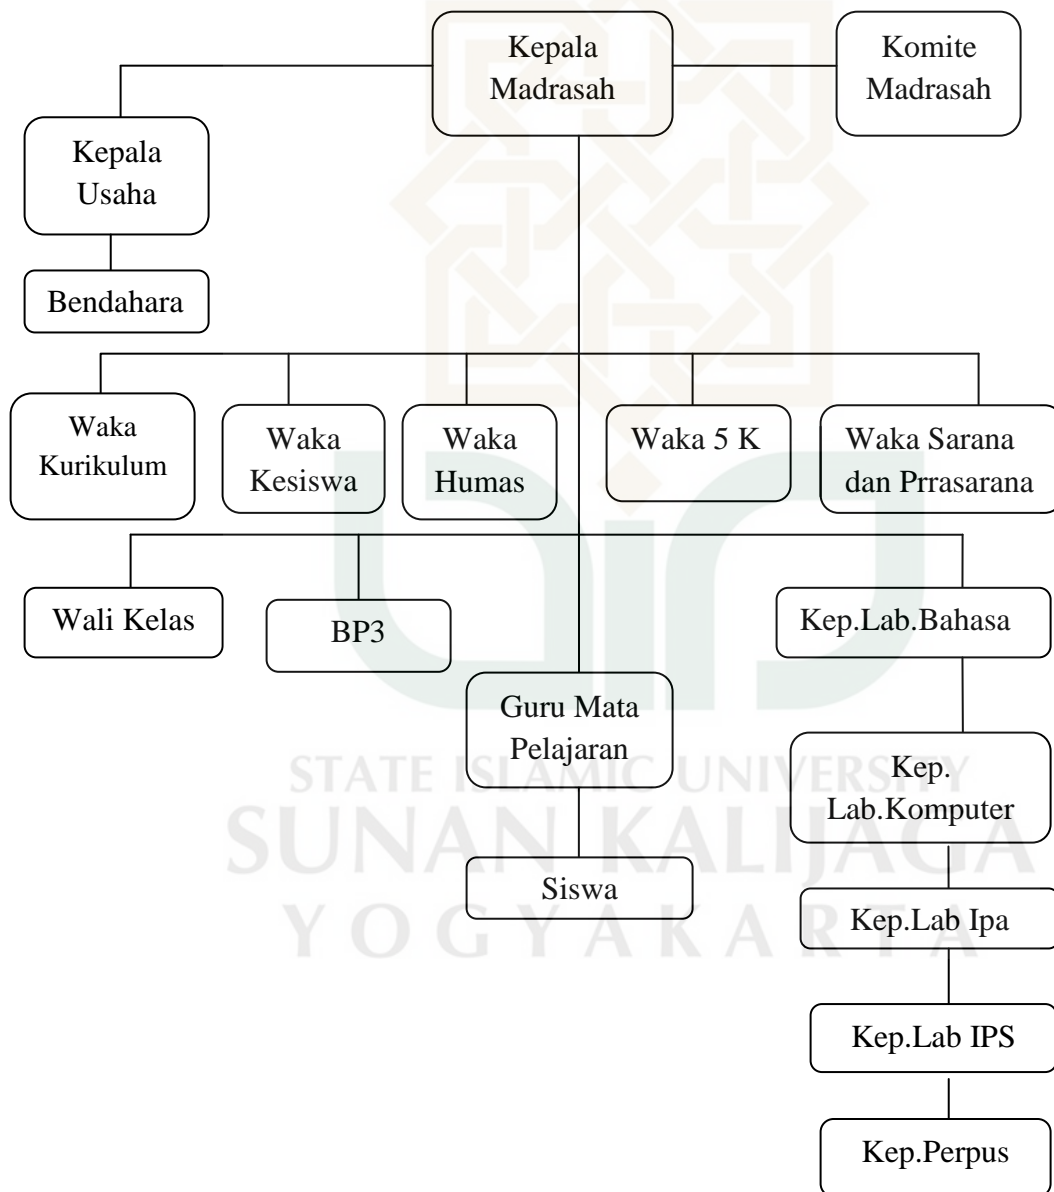 Kepala
Madrasah
Komite
Madrasah
Kepala
Usaha
Bendahara
Waka
Kurikulum
Waka
Kesiswa
Waka
Humas
Waka 5 K
Waka Sarana
dan Prrasarana
Wali Kelas
BP3
Kep.Lab.Bahasa
Guru Mata
Pelajaran
Kep.
Lab.Komputer
Siswa
Kep.Lab Ipa
Kep.Lab IPS
Kep.Perpus
STATE ISLAMIC UNIVERSITY
SUNAN KALIJAGA
YOGYAKARTA